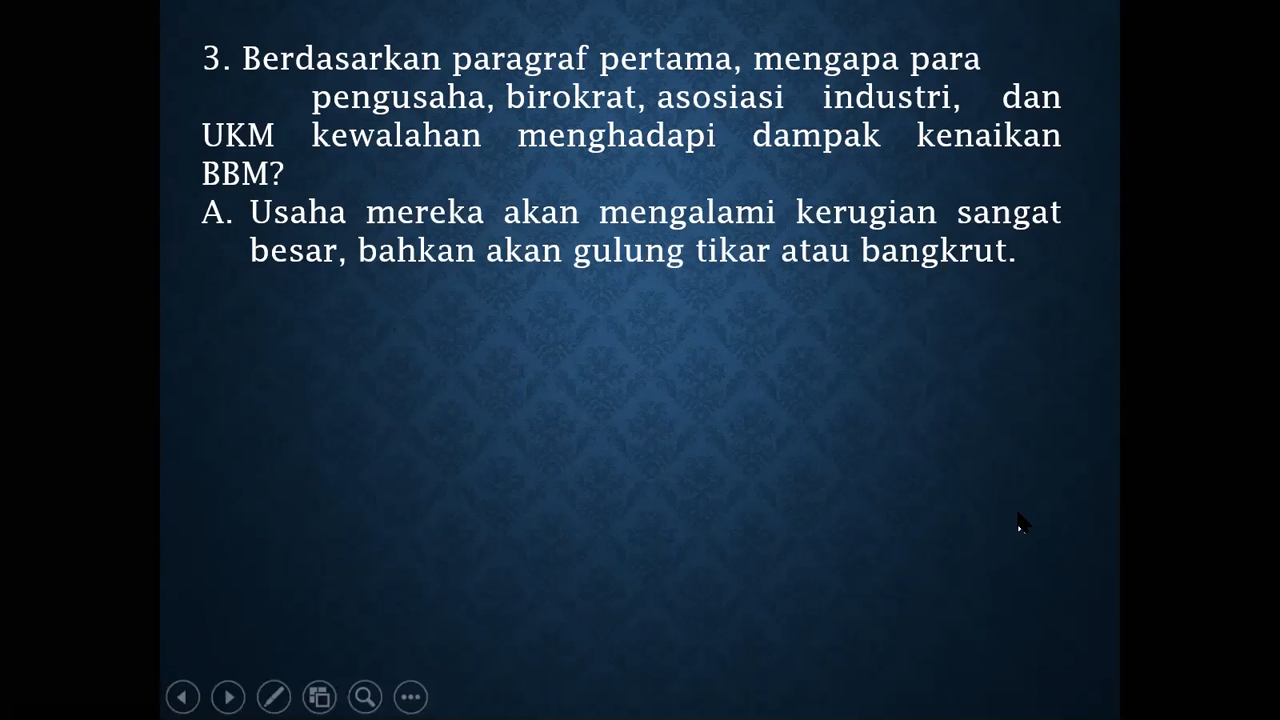 3. Berdasarkan paragraf pertama, mengapa para
pengusaha, birokrat, asosiasi industri, dan
UKM kewalahan menghadapi dampak kenaikan
BBM?
A. Usaha mereka akan mengalami kerugian sangat
besar, bahkan akan gulung tikar atau bangkrut.